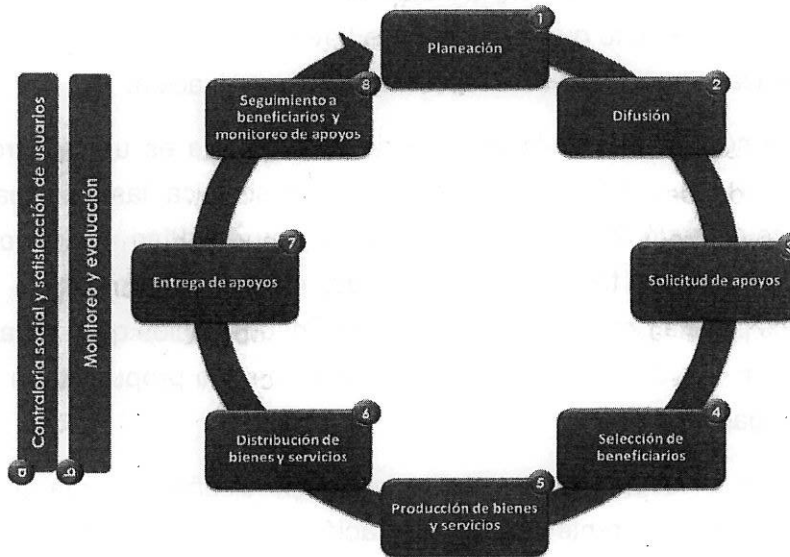 1
Planeación
2
Difusión
3
Solicitud de apoyos
4
Selección de
beneficiarios
5
Producción de bienes
y servicios
6
Distribución de
bienes y servicios
7
Entrega de apoyos
8
Seguimiento a
beneficiarios y
monitoreo de apoyos
a
Contraloría social y satisfacción de usuarios
b
Monitoreo y evaluación